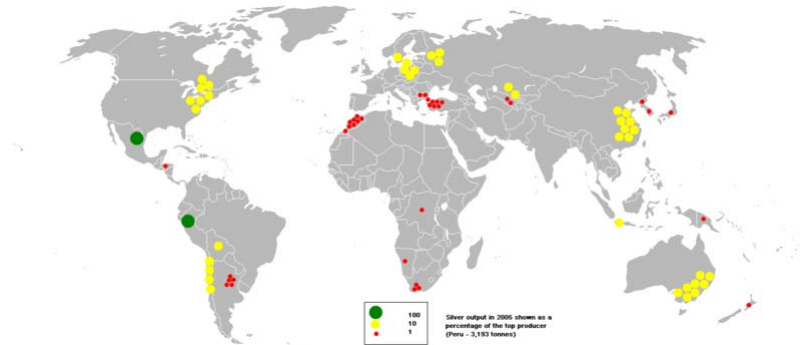 100
10
1
Silver output in 2005 shown as a
percentage of the top producer
(Peru - 3,193 tonnes)